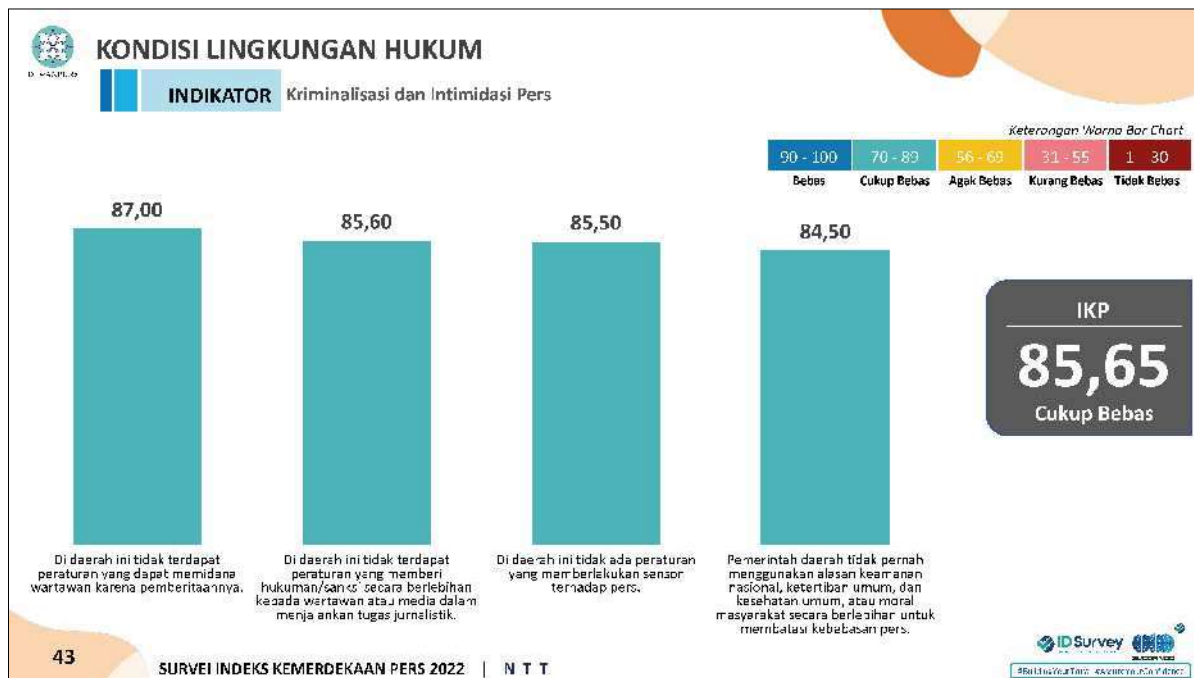 KONDISI LINGKUNGAN HUKUM
INDIKATOR Kriminalisasi dan Intimidasi Pers
Keterangan Warna Bar Chart
90 - 100 70 - 89 56 - 69 31 - 55 1 30
Bebas Cukup Bebas Agak Bebas Kurang Bebas Tidak Bebas
87,00
85,60
85,50
84,50
IKP
85,65
Cukup Bebas
Di daerah ini tidak terdapat
peraturan yang dapat memidana
wartawan karena pemberitaannya.
Di daerah ini tidak terdapat
peraturan yang memberi
hukuman/sanksi secara berlebihan
kepada wartawan atau media dalam
menjalankan tugas jurnalistik.
Di daerah ini tidak ada peraturan
yang memberlakukan sensor
terhadap pers.
Pemerintah daerah tidak pernah
menggunakan alasan keamanan
nasional, ketertiban umum, dan
kesehatan umum, atau moral
masyarakat secara berlebihan untuk
membatasi kebebasan pers.
43
SURVEI INDEKS KEMERDEKAAN PERS 2022 | N T T
IDSurvey